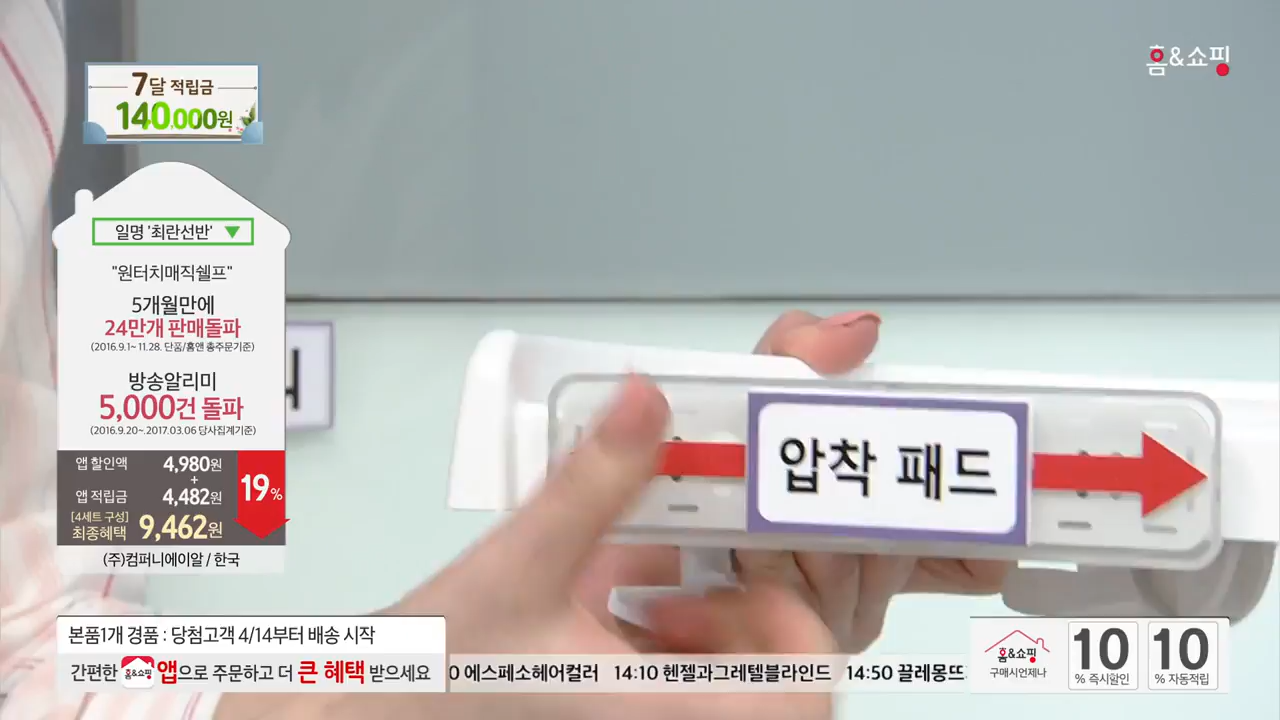 홈&쇼핑
7달 적립금
140,000원
일명 '최란선반'
"원터치매직쉘프"
5개월만에
24만개 판매돌파
(2016.9.1~11.28. 단품/홈앤 총주문기준)
방송알리미
5,000건 돌파
(2016.9.20~.2017.03.06 당사집계기준)
앱 할인액 4,980원
+
앱 적립금 4,482원
[4세트 구성]
최종혜택 9,462원
19%
(주)컴퍼니에이알 / 한국
압착 패드
본품1개 경품 : 당첨고객 4/14부터 배송 시작
간편한 홈&쇼핑 앱으로 주문하고 더 큰 혜택 받으세요
0 에스페소헤어컬러 14:10 헨젤과그레텔블라인드 14:50 끌레몽뜨
홈&쇼핑
구매시언제나
10
% 즉시할인
10
% 자동적립